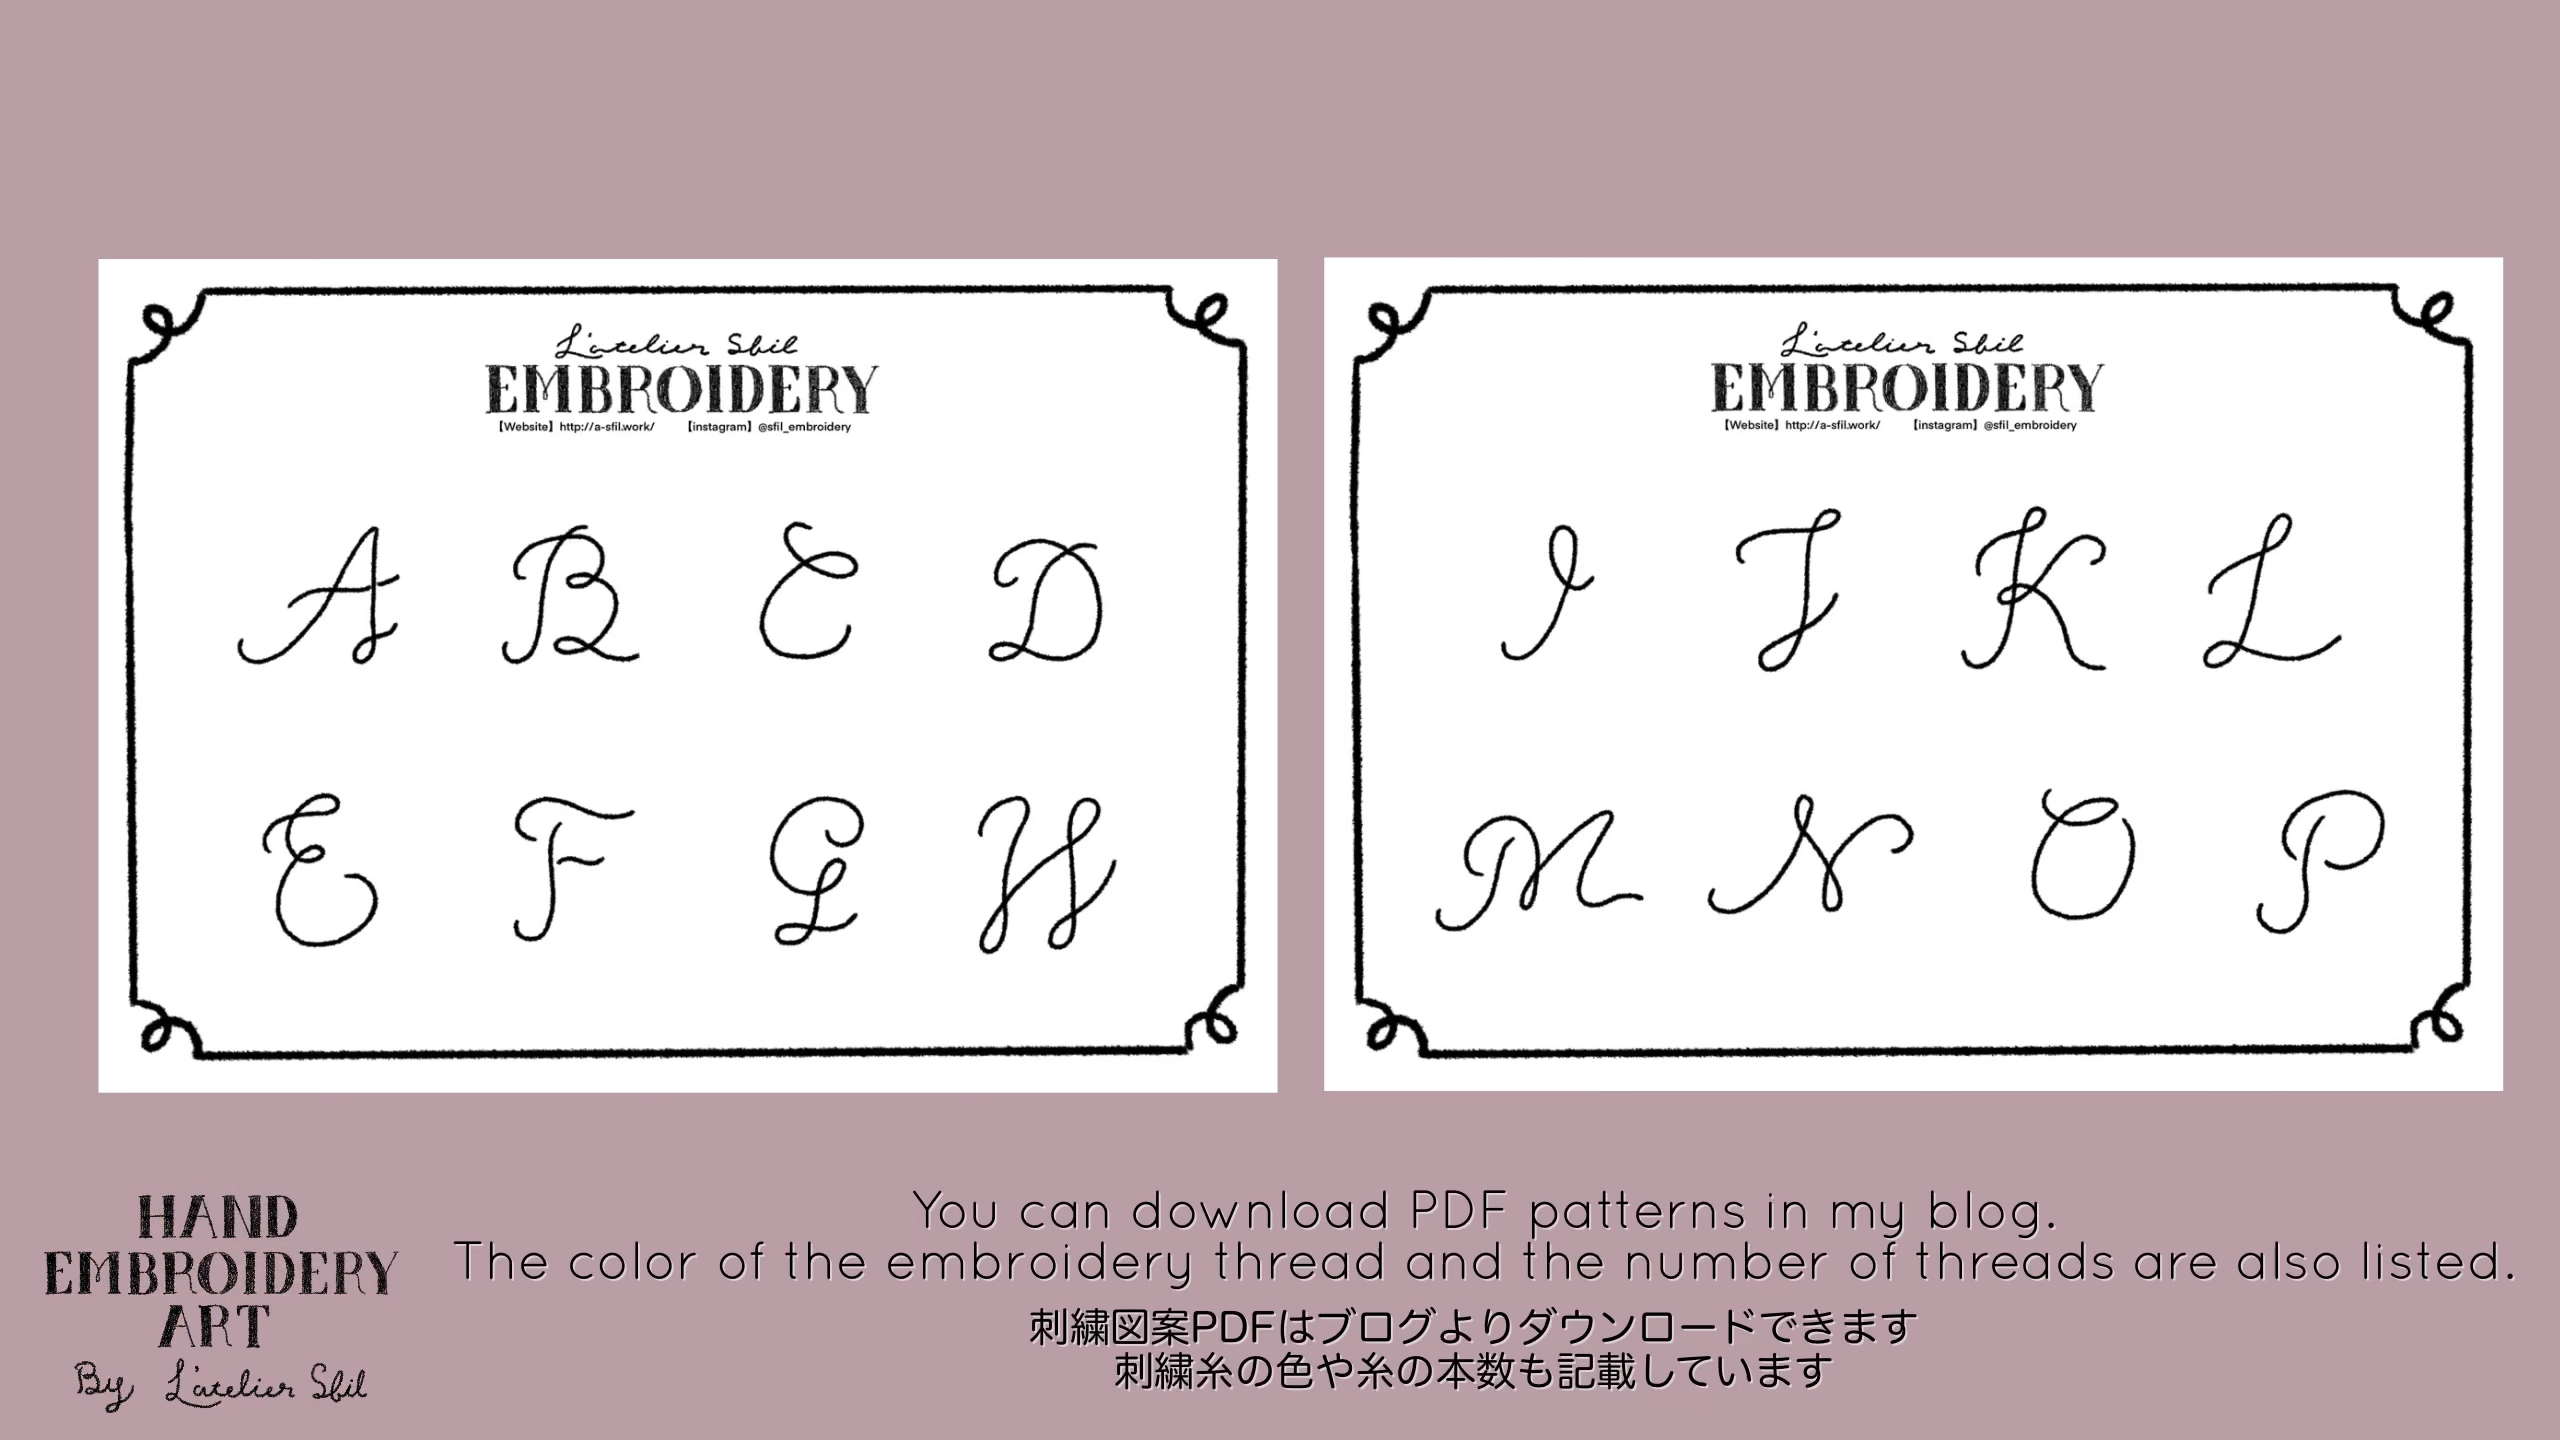 L'atelier Sfil
EMBROIDERY
【Website】http://a-sfil.work/ 【instagram】@sfil_embroidery
A B C D
E F G H
L'atelier Sfil
EMBROIDERY
【Website】http://a-sfil.work/ 【instagram】@sfil_embroidery
I J K L
M N O P
HAND
EMBROIDERY
ART
By L'atelier Sfil
You can download PDF patterns in my blog.
The color of the embroidery thread and the number of threads are also listed.
刺繍図案PDFはブログよりダウンロードできます
刺繍糸の色や糸の本数も記載しています